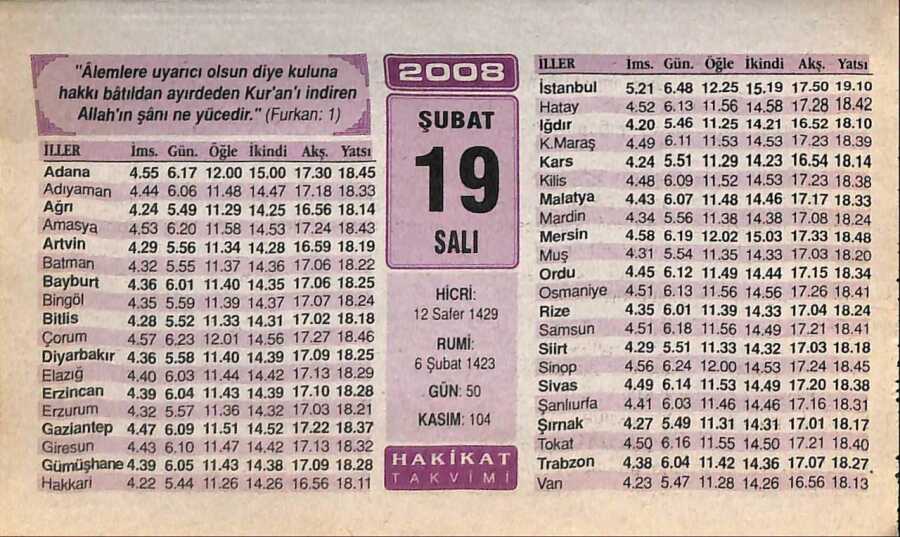 "Âlemlere uyarıcı olsun diye kuluna
hakkı bâtıldan ayırdeden Kur'an'ı indiren
Allah'ın şânı ne yücedir." (Furkan: 1)
İLLER İms. Gün. Öğle İkindi Akş. Yatsı
Adana 4.55 6.17 12.00 15.00 17.30 18.45
Adıyaman 4.44 6.06 11.48 14.47 17.18 18.33
Ağrı 4.24 5.49 11.29 14.25 16.56 18.14
Amasya 4.53 6.20 11.58 14.53 17.24 18.43
Artvin 4.29 5.56 11.34 14.28 16.59 18.19
Batman 4.32 5.55 11.37 14.36 17.06 18.22
Bayburt 4.36 6.01 11.40 14.35 17.06 18.25
Bingöl 4.35 5.59 11.39 14.37 17.07 18.24
Bitlis 4.28 5.52 11.33 14.31 17.02 18.18
Çorum 4.57 6.23 12.01 14.56 17.27 18.46
Diyarbakır 4.36 5.58 11.40 14.39 17.09 18.25
Elazığ 4.40 6.03 11.44 14.42 17.13 18.29
Erzincan 4.39 6.04 11.43 14.39 17.10 18.28
Erzurum 4.32 5.57 11.36 14.32 17.03 18.21
Gaziantep 4.47 6.09 11.51 14.52 17.22 18.37
Giresun 4.43 6.10 11.47 14.42 17.13 18.32
Gümüşhane 4.39 6.05 11.43 14.38 17.09 18.28
Hakkari 4.22 5.44 11.26 14.26 16.56 18.11
2008
ŞUBAT
19
SALI
HİCRİ:
12 Safer 1429
RUMİ:
6 Şubat 1423
GÜN: 50
KASIM: 104
HAKİKAT
TAKVİMİ
İLLER İms. Gün. Öğle İkindi Akş. Yatsı
İstanbul 5.21 6.48 12.25 15.19 17.50 19.10
Hatay 4.52 6.13 11.56 14.58 17.28 18.42
Iğdır 4.20 5.46 11.25 14.21 16.52 18.10
K.Maraş 4.49 6.11 11.53 14.53 17.23 18.39
Kars 4.24 5.51 11.29 14.23 16.54 18.14
Kilis 4.48 6.09 11.52 14.53 17.23 18.38
Malatya 4.43 6.07 11.48 14.46 17.17 18.33
Mardin 4.34 5.56 11.38 14.38 17.08 18.24
Mersin 4.58 6.19 12.02 15.03 17.33 18.48
Muş 4.31 5.54 11.35 14.33 17.03 18.20
Ordu 4.45 6.12 11.49 14.44 17.15 18.34
Osmaniye 4.51 6.13 11.56 14.56 17.26 18.41
Rize 4.35 6.01 11.39 14.33 17.04 18.24
Samsun 4.51 6.18 11.56 14.49 17.21 18.41
Siirt 4.29 5.51 11.33 14.32 17.03 18.18
Sinop 4.56 6.24 12.00 14.53 17.24 18.45
Sivas 4.49 6.14 11.53 14.49 17.20 18.38
Şanlıurfa 4.41 6.03 11.46 14.46 17.16 18.31
Şırnak 4.27 5.49 11.31 14.31 17.01 18.17
Tokat 4.50 6.16 11.55 14.50 17.21 18.40
Trabzon 4.38 6.04 11.42 14.36 17.07 18.27
Van 4.23 5.47 11.28 14.26 16.56 18.13